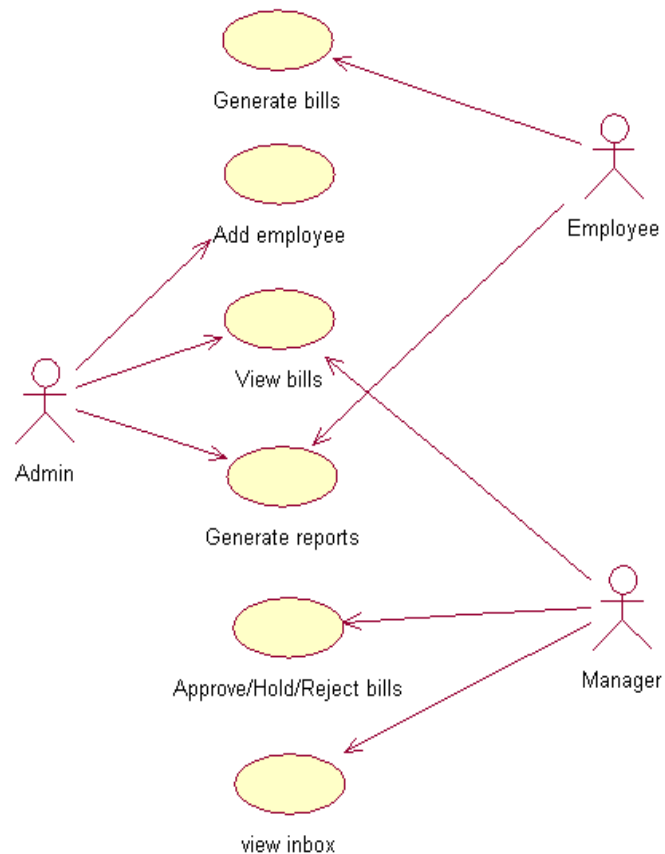 Generate bills
Add employee
Employee
View bills
Admin
Generate reports
Approve/Hold/Reject bills
Manager
view inbox